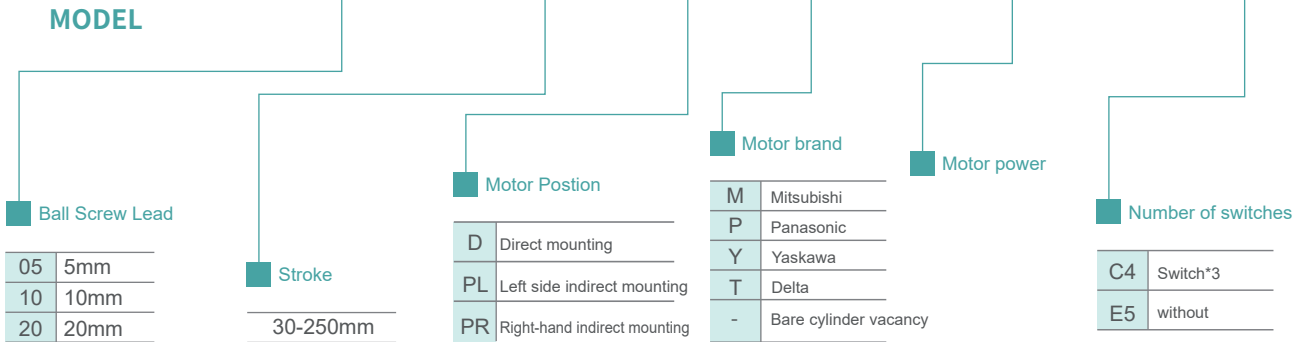 MODEL
Ball Screw Lead
05 5mm
10 10mm
20 20mm
Stroke
30-250mm
Motor Postion
D Direct mounting
PL Left side indirect mounting
PR Right-hand indirect mounting
Motor brand
M Mitsubishi
P Panasonic
Y Yaskawa
T Delta
- Bare cylinder vacancy
Motor power
Number of switches
C4 Switch*3
E5 without